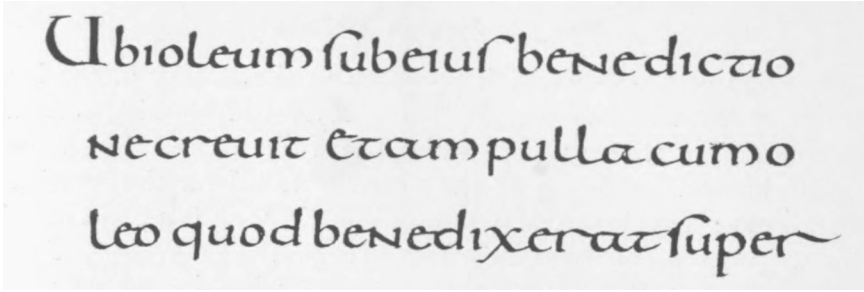 Ubioleum subeius benedictio
necreuit etampulla cumo
leo quod benedixerat super